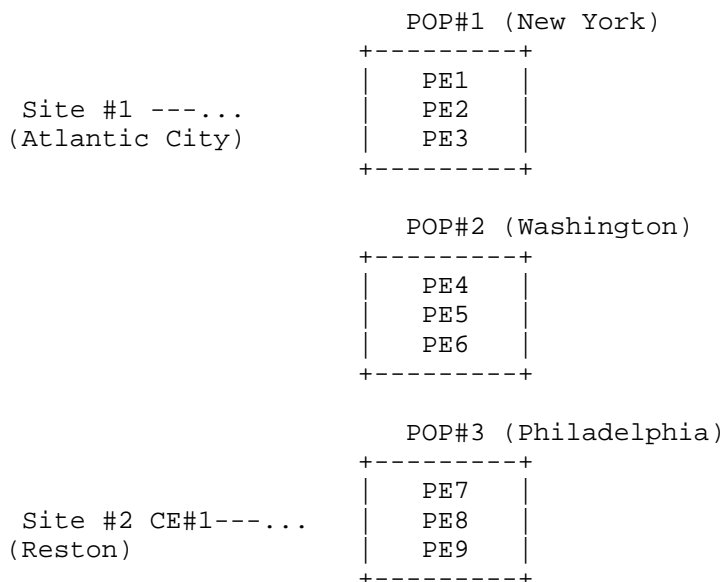 POP#1 (New York)
+---------+
| PE1 |
Site #1 ---... | PE2 |
(Atlantic City) | PE3 |
+---------+
POP#2 (Washington)
+---------+
| PE4 |
| PE5 |
| PE6 |
+---------+
POP#3 (Philadelphia)
+---------+
| PE7 |
Site #2 CE#1---... | PE8 |
(Reston) | PE9 |
+---------+